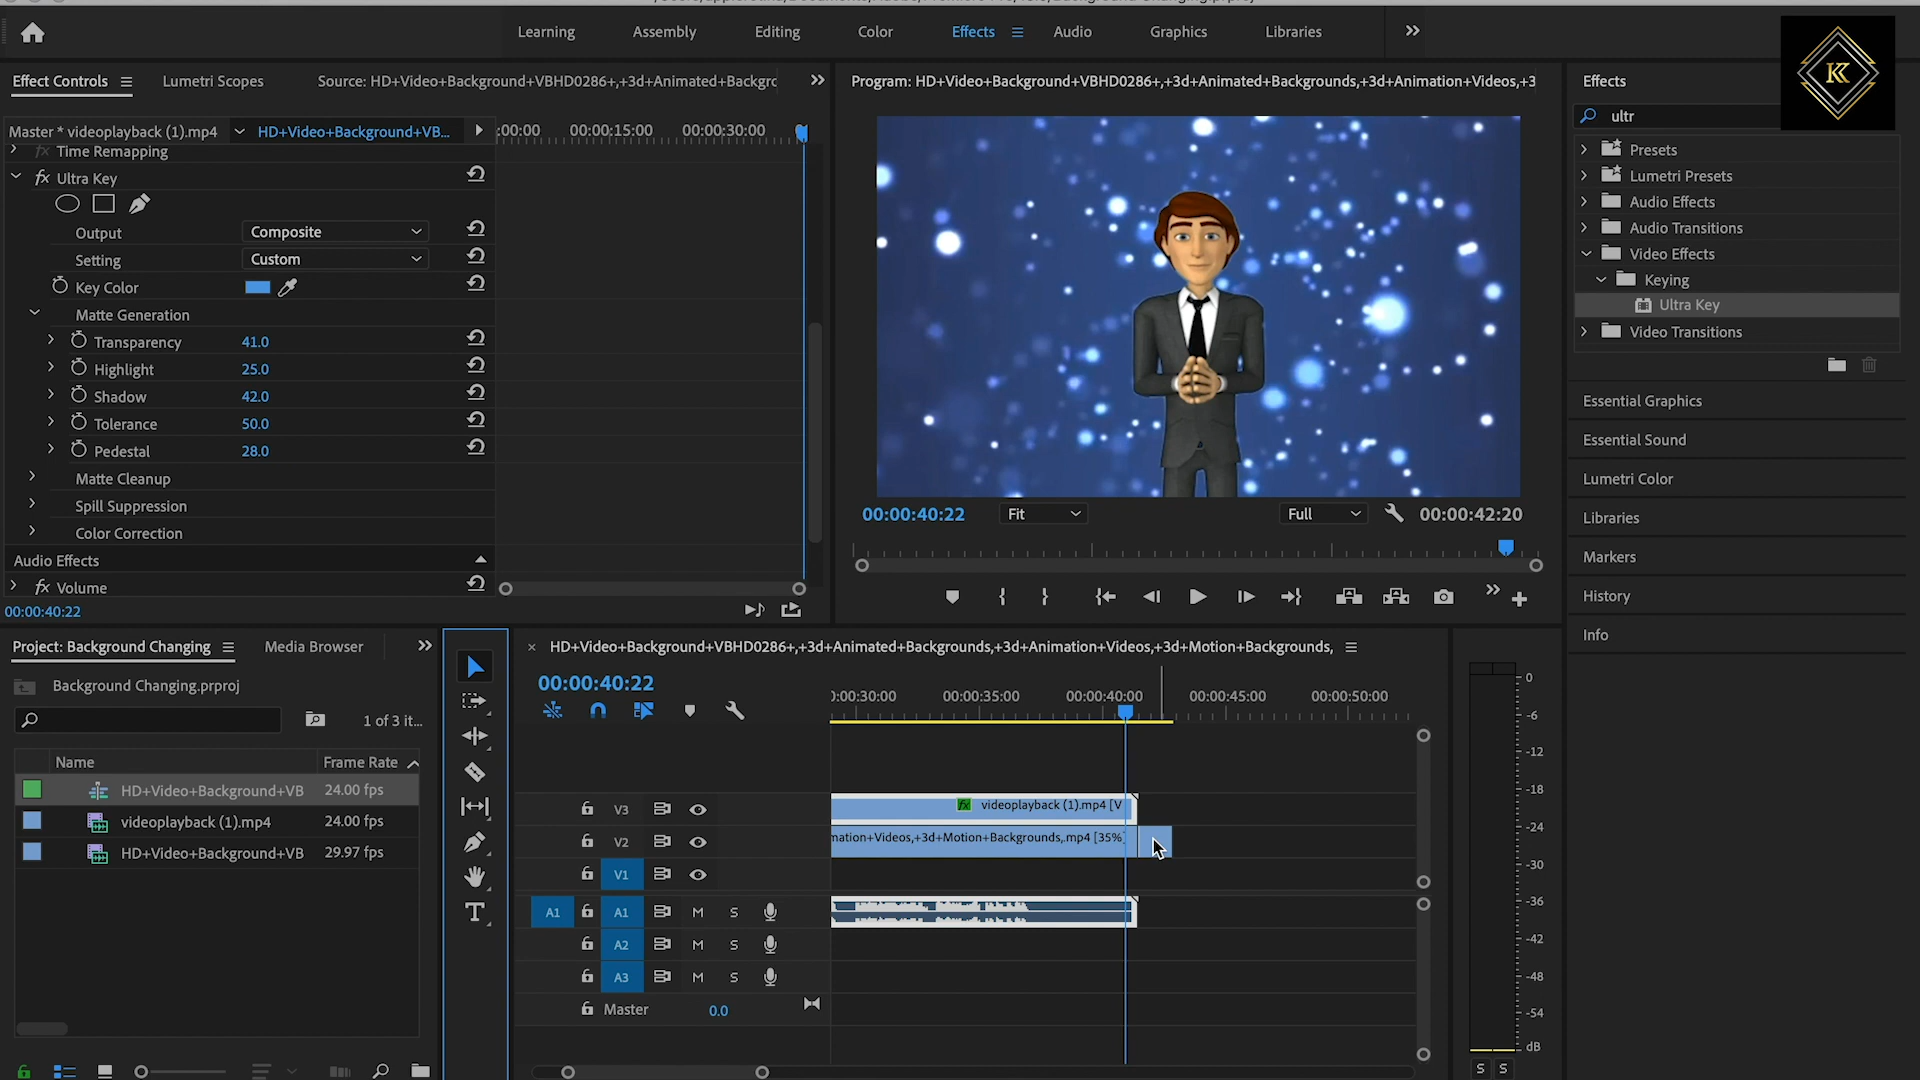 Learning Assembly Editing Color Effects Audio Graphics Libraries
Effect Controls Lumetri Scopes Source: HD+Video+Background+VBHD0286+,+3d+Animated+Backgrc
Program: HD+Video+Background+VBHD0286+,+3d+Animated+Backgrounds,+3d+Animation+Videos,+3
Effects
Master * videoplayback (1).mp4 HD+Video+Background+VB...
:00:00 00:00:15:00 00:00:30:00
ultr
Time Remapping
fx Ultra Key
Output Composite
Setting Custom
Key Color
Matte Generation
Transparency 41.0
Highlight 25.0
Shadow 42.0
Tolerance 50.0
Pedestal 28.0
Matte Cleanup
Spill Suppression
Color Correction
Audio Effects
fx Volume
00:00:40:22
00:00:40:22 Fit Full 00:00:42:20
Presets
Lumetri Presets
Audio Effects
Audio Transitions
Video Effects
Keying
Ultra Key
Video Transitions
Essential Graphics
Essential Sound
Lumetri Color
Libraries
Markers
History
Info
Project: Background Changing Media Browser
Background Changing.prproj
1 of 3 it...
Name Frame Rate
HD+Video+Background+VB 24.00 fps
videoplayback (1).mp4 24.00 fps
HD+Video+Background+VB 29.97 fps
HD+Video+Background+VBHD0286+,+3d+Animated+Backgrounds,+3d+Animation+Videos,+3d+Motion+Backgrounds,
00:00:40:22
):00:30:00 00:00:35:00 00:00:40:00 00:00:45:00 00:00:50:00
V3 fx videoplayback (1).mp4 [V
V2 mation+Videos,+3d+Motion+Backgrounds,.mp4 [35%]
V1
A1 A1 M S
A2 M S
A3 M S
Master 0.0
0
-6
-12
-18
-24
-30
-36
-42
-48
-54
dB
S S